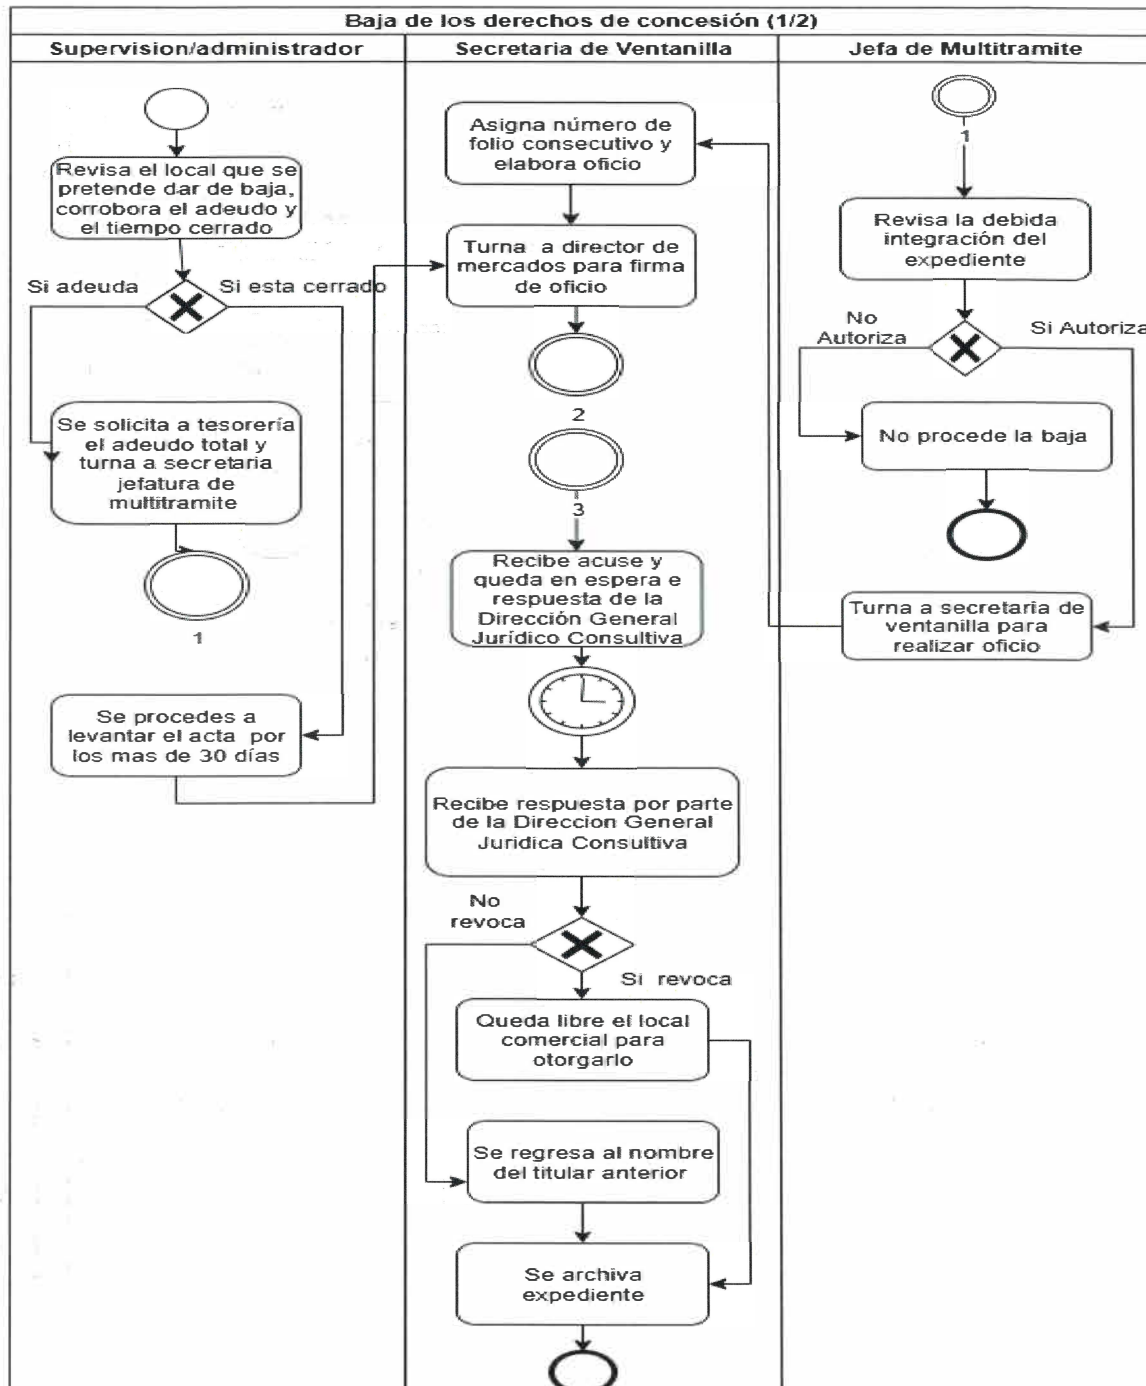 Baja de los derechos de concesión (1/2)
Supervision/administrador
Secretaria de Ventanilla
Jefa de Multitramite
Revisa el local que se
pretende dar de baja,
corrobora el adeudo y
el tiempo cerrado
Si adeuda
Si esta cerrado
Se solicita a tesorería
el adeudo total y
turna a secretaria
jefatura de
multitramite
1
Se procedes a
levantar el acta por
los mas de 30 días
Asigna número de
folio consecutivo y
elabora oficio
Turna a director de
mercados para firma
de oficio
2
3
Recibe acuse y
queda en espera e
respuesta de la
Dirección General
Jurídico Consultiva
Recibe respuesta por parte
de la Direccion General
Juridica Consultiva
No
revoca
Si revoca
Queda libre el local
comercial para
otorgarlo
Se regresa al nombre
del titular anterior
Se archiva
expediente
1
Revisa la debida
integración del
expediente
No
Autoriza
Si Autoriza
No procede la baja
Turna a secretaria de
ventanilla para
realizar oficio